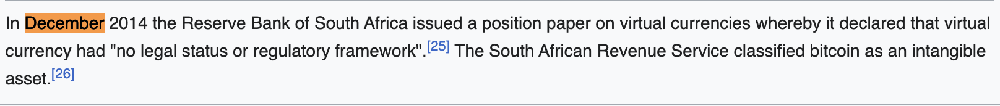 In December 2014 the Reserve Bank of South Africa issued a position paper on virtual currencies whereby it declared that virtual
currency had "no legal status or regulatory framework".[25] The South African Revenue Service classified bitcoin as an intangible
asset.[26]